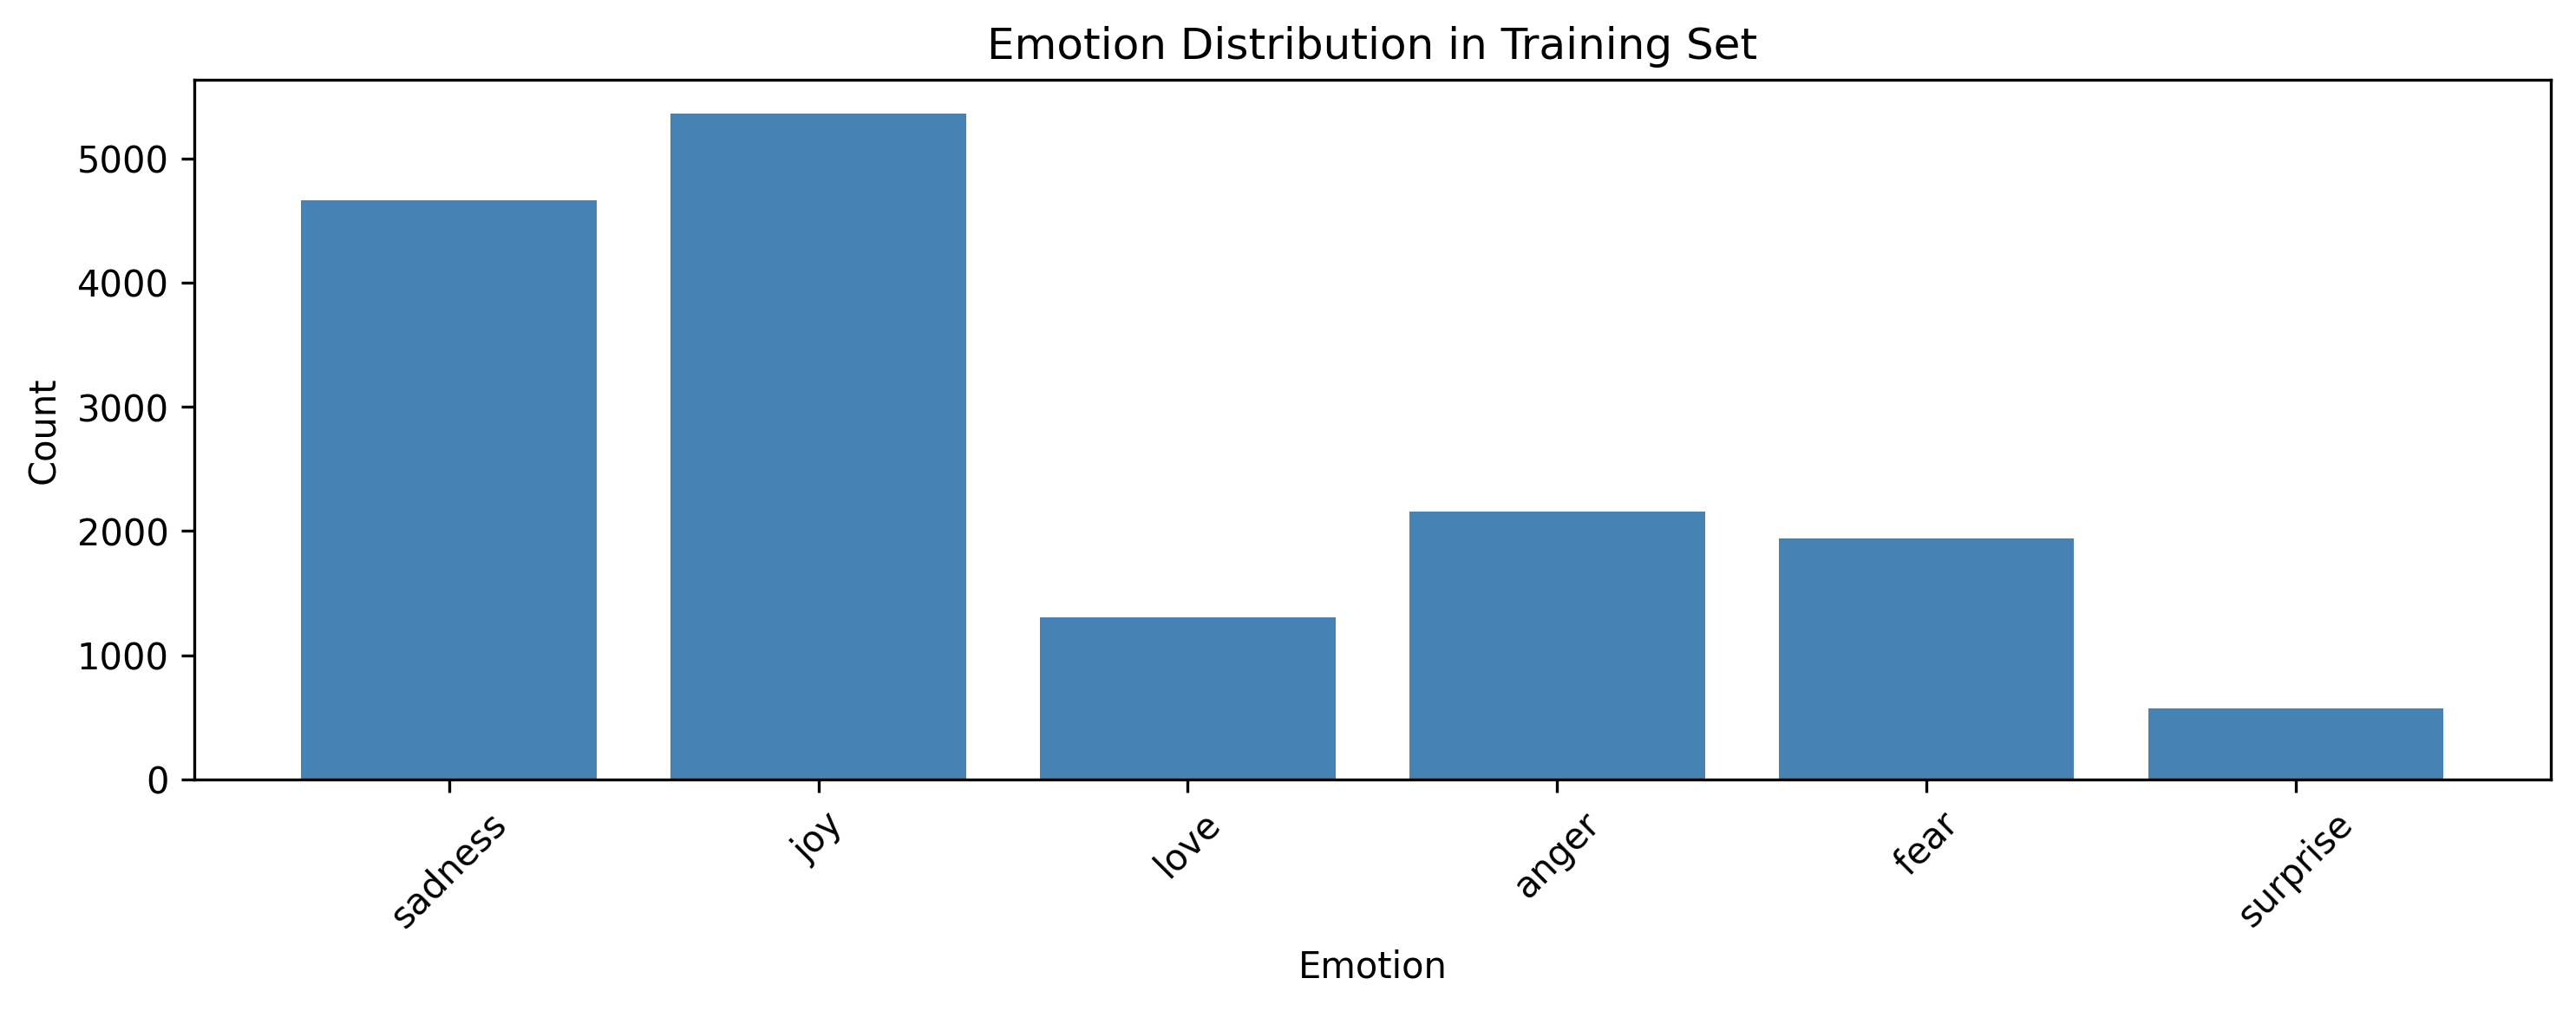 Emotion Distribution in Training Set
Count
5000
4000
3000
2000
1000
0
sadness
joy
love
anger
fear
surprise
Emotion